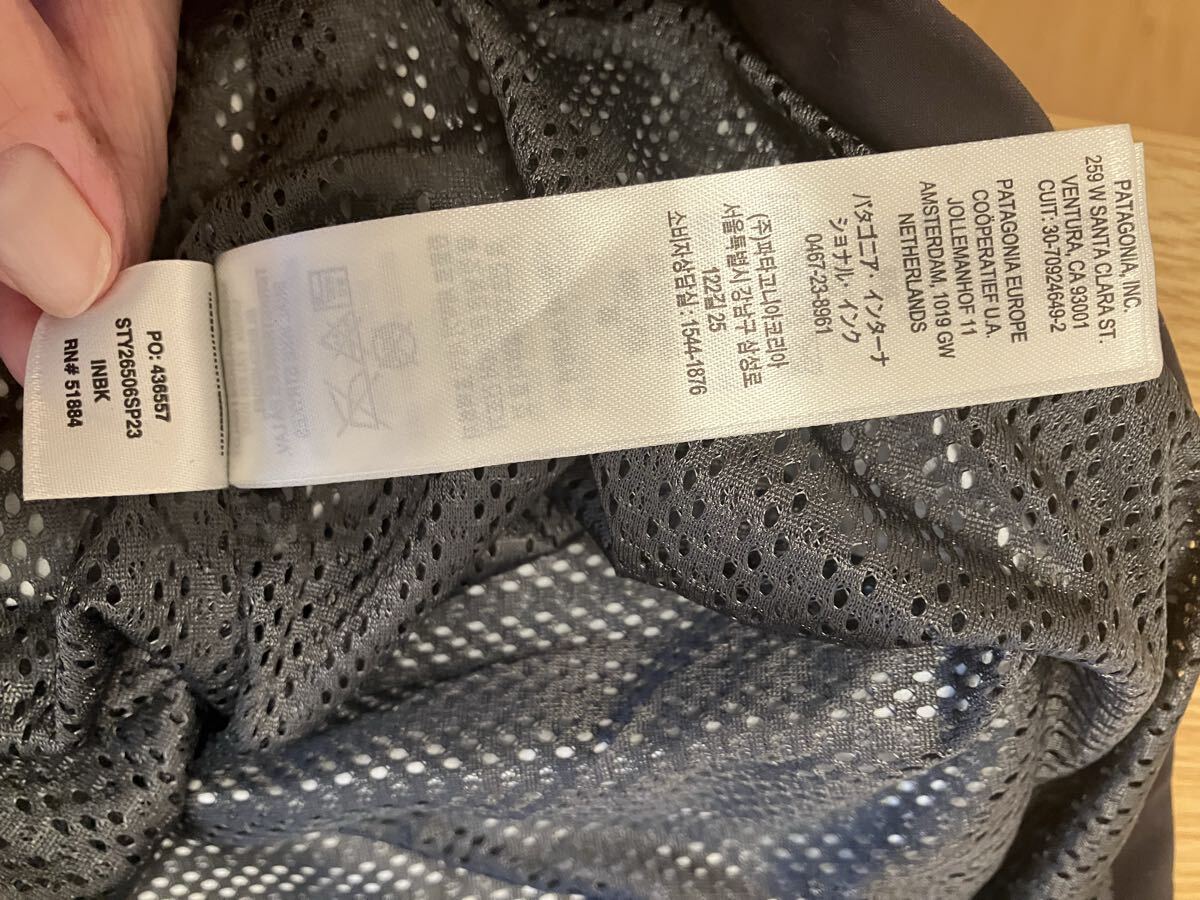 PATAGONIA, INC.
259 W SANTA CLARA ST.
VENTURA, CA 93001
CUIT: 30-70924649-2
PATAGONIA EUROPE
COÖPERATIEF U.A.
JOLLEMANHOF 11
AMSTERDAM, 1019 GW
NETHERLANDS
パタゴニア インターナ
ショナル・インク
0467-23-8961
(주)파타고니아코리아
서울특별시 강남구 삼성로
122길 25
소비자상담실 : 1544-1876
PO: 436557
STY26506SP23
INBK
RN# 51884